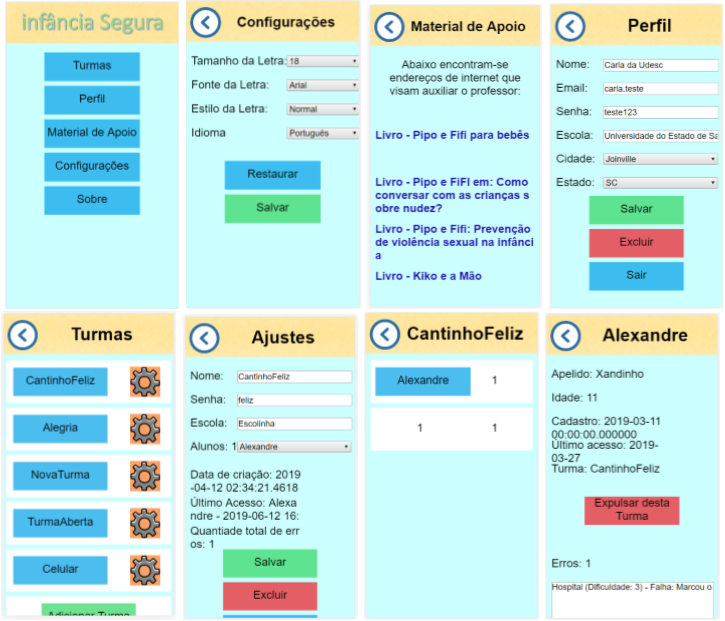 infância Segura
Turmas
Perfil
Material de Apoio
Configurações
Sobre
Configurações
Tamanho da Letra: 18
Fonte da Letra: Arial
Estilo da Letra: Normal
Idioma Português
Restaurar
Salvar
Material de Apoio
Abaixo encontram-se
endereços de internet que
visam auxiliar o professor:
Livro - Pipo e Fifi para bebês
Livro - Pipo e FiFI em: Como
conversar com as crianças s
obre nudez?
Livro - Pipo e Fifi: Prevenção
de violência sexual na infânci
a
Livro - Kiko e a Mão
Perfil
Nome: Carla da Udesc
Email: carla.teste
Senha: teste123
Escola: Universidade do Estado de Sa
Cidade: Joinville
Estado: SC
Salvar
Excluir
Sair
Turmas
CantinhoFeliz
Alegria
NovaTurma
TurmaAberta
Celular
Adicionar Turma
Ajustes
Nome: CantinhoFeliz
Senha: feliz
Escola: Escolinha
Alunos: 1 Alexandre
Data de criação: 2019
-04-12 02:34:21.4618
Último Acesso: Alexa
ndre - 2019-06-12 16:
Quantiade total de err
os: 1
Salvar
Excluir
CantinhoFeliz
Alexandre 1
1 1
Alexandre
Apelido: Xandinho
Idade: 11
Cadastro: 2019-03-11
00:00:00.000000
Último acesso: 2019-
03-27
Turma: CantinhoFeliz
Expulsar desta
Turma
Erros: 1
Hospital (Dificuldade: 3) - Falha: Marcou o